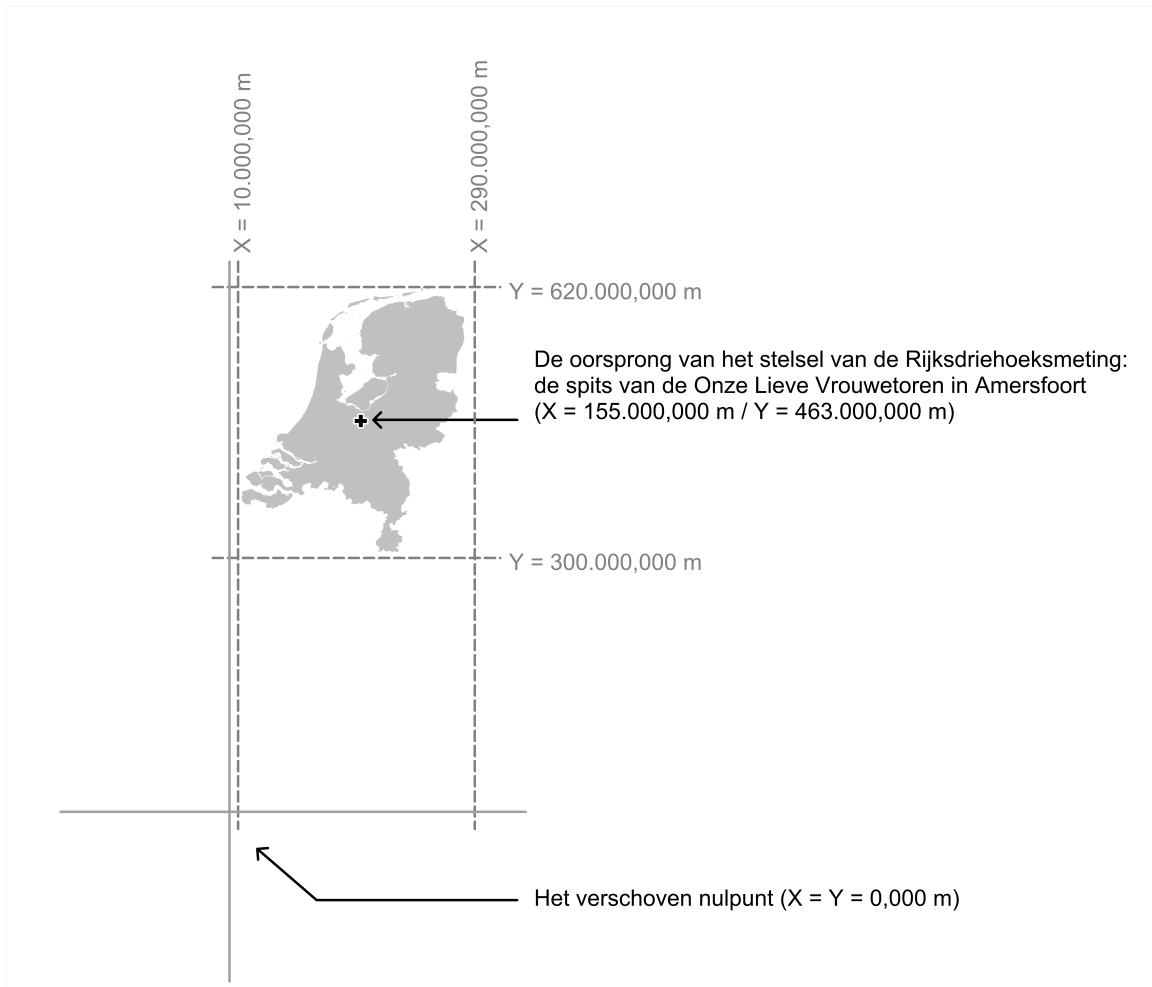 X = 10.000,000 m
X = 290.000,000 m
Y = 620.000,000 m
De oorsprong van het stelsel van de Rijksdriehoeksmeting:
de spits van de Onze Lieve Vrouwetoren in Amersfoort
(X = 155.000,000 m / Y = 463.000,000 m)
Y = 300.000,000 m
Het verschoven nulpunt (X = Y = 0,000 m)